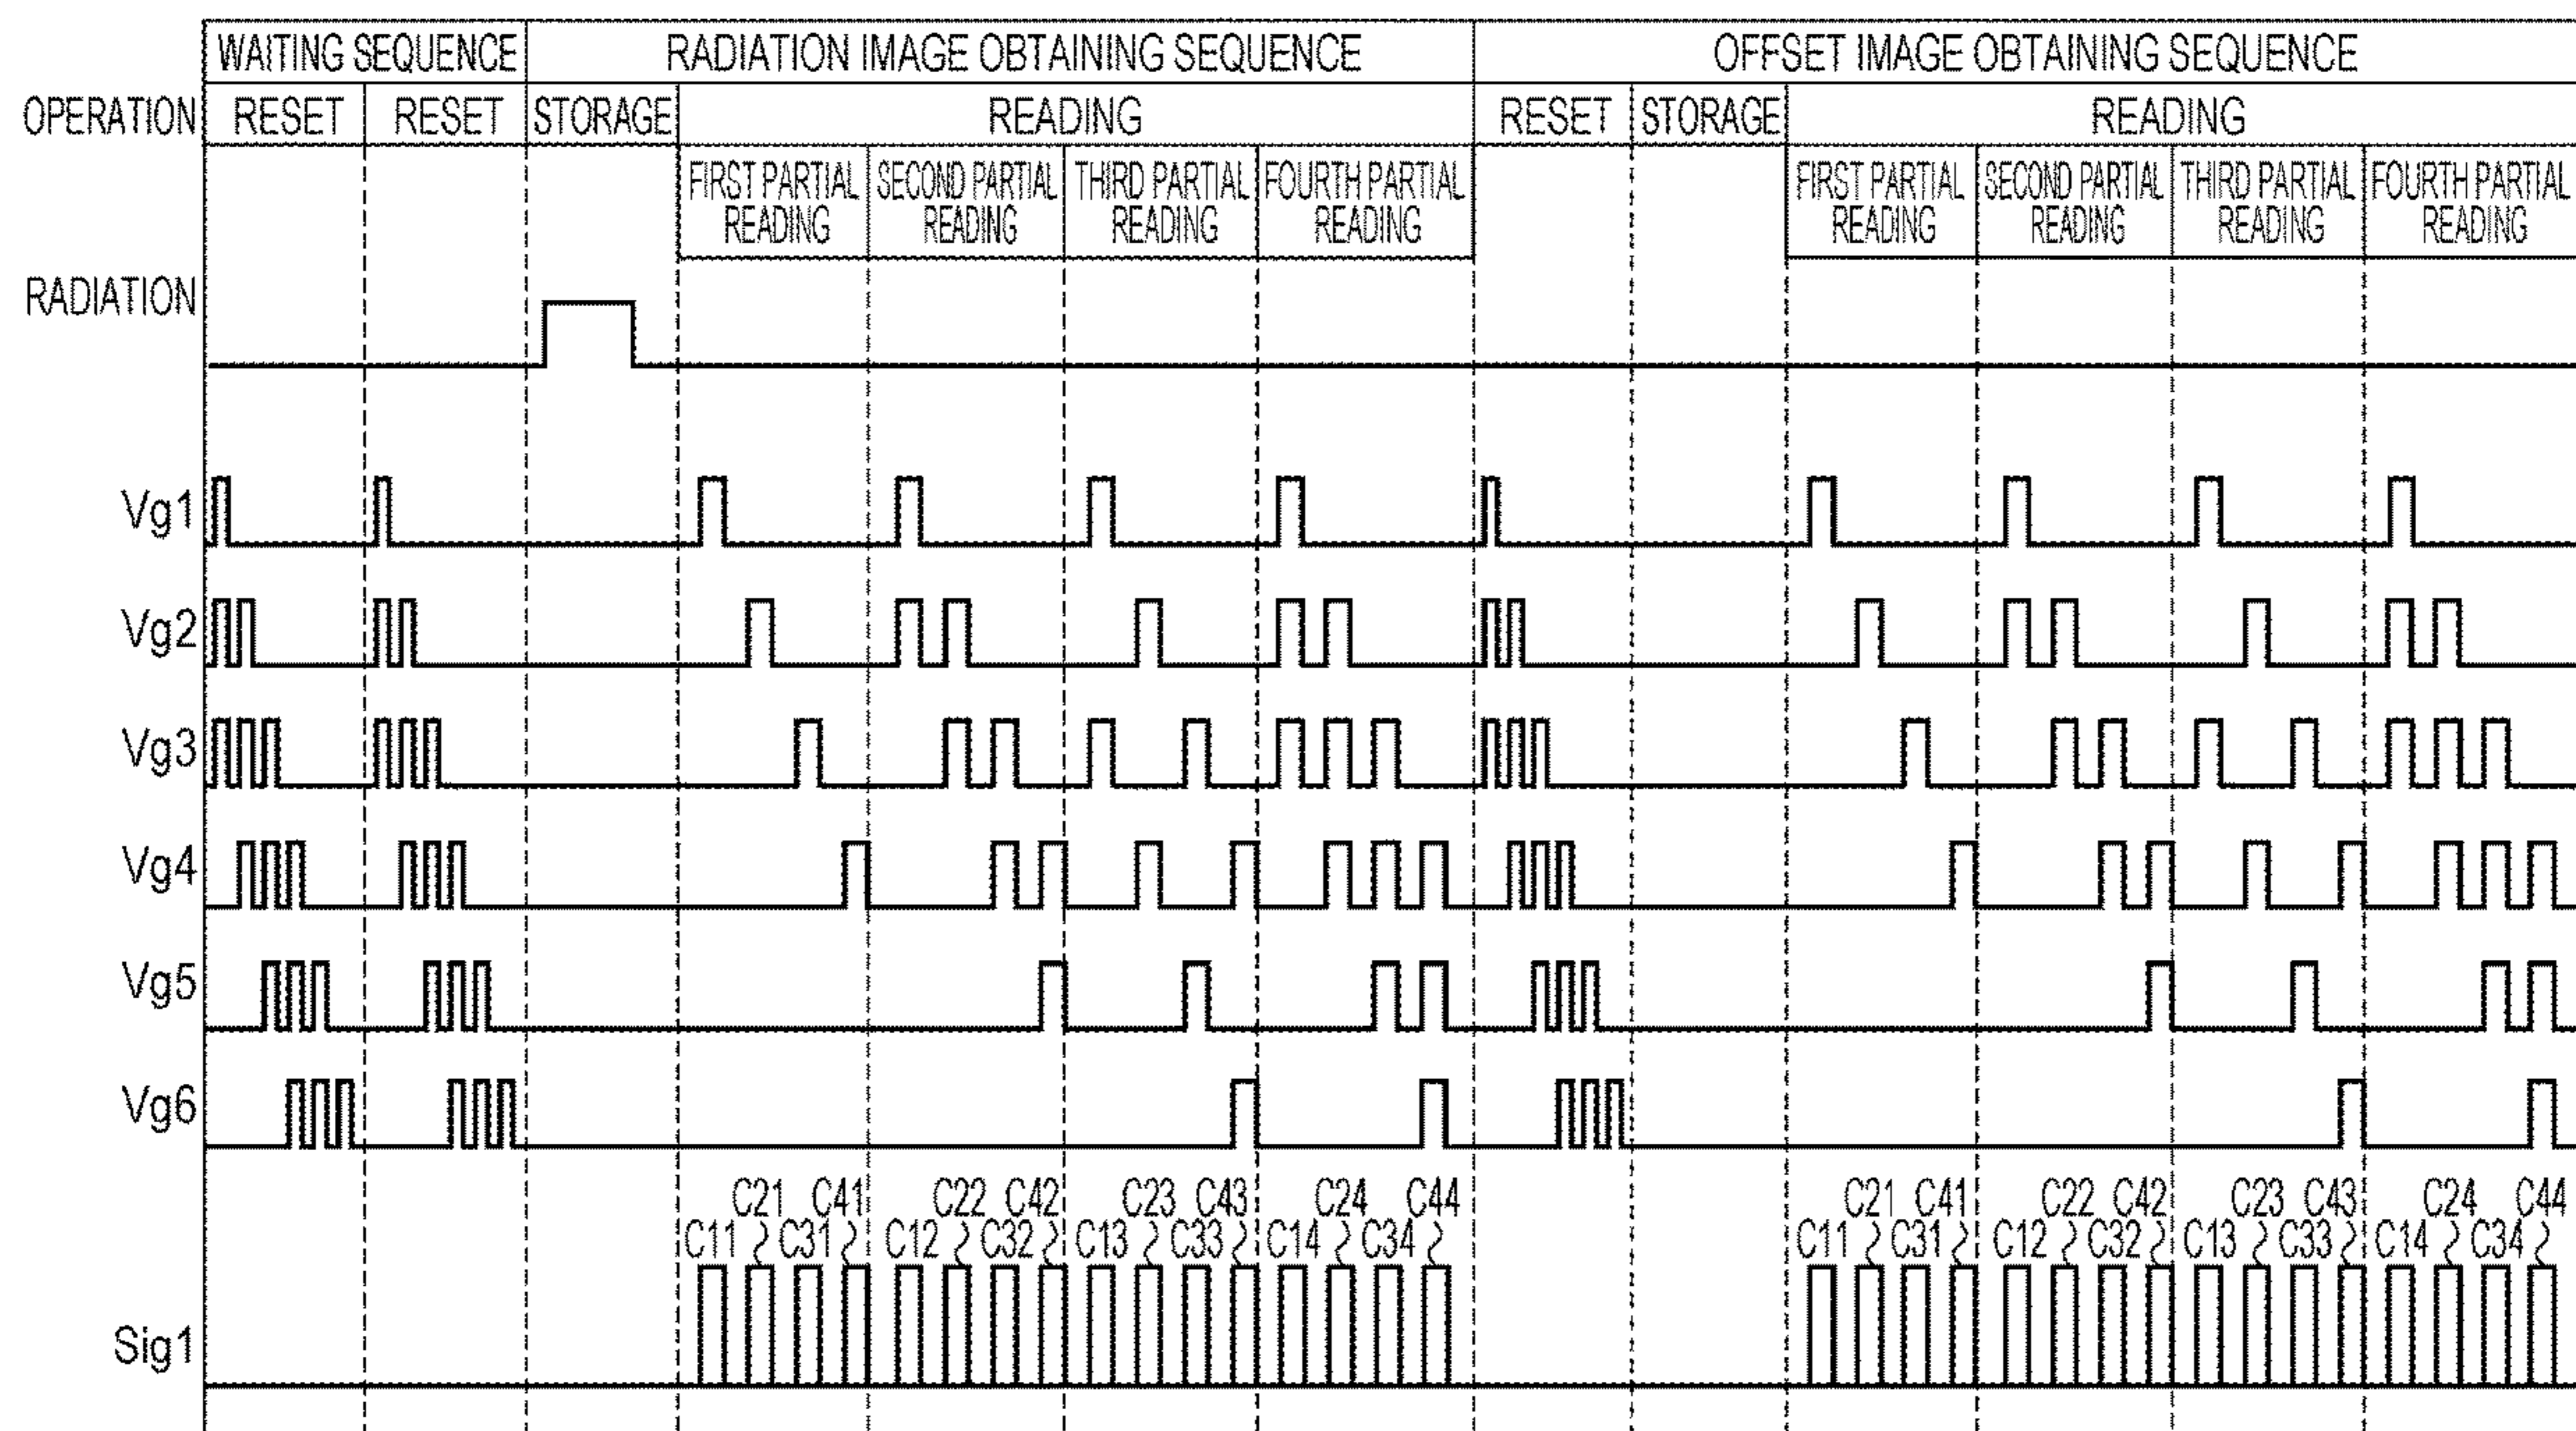 WAITING SEQUENCE RADIATION IMAGE OBTAINING SEQUENCE OFFSET IMAGE OBTAINING SEQUENCE
OPERATION RESET RESET STORAGE READING RESET STORAGE READING
FIRST PARTIAL SECOND PARTIAL THIRD PARTIAL FOURTH PARTIAL FIRST PARTIAL SECOND PARTIAL THIRD PARTIAL FOURTH PARTIAL
READING READING READING READING READING READING READING READING
RADIATION
Vg1
Vg2
Vg3
Vg4
Vg5
Vg6
C21 C41 C22 C42 C23 C43 C24 C44 C21 C41 C22 C42 C23 C43 C24 C44
C11 C31 C12 C32 C13 C33 C14 C34 C11 C31 C12 C32 C13 C33 C14 C34
Sig1